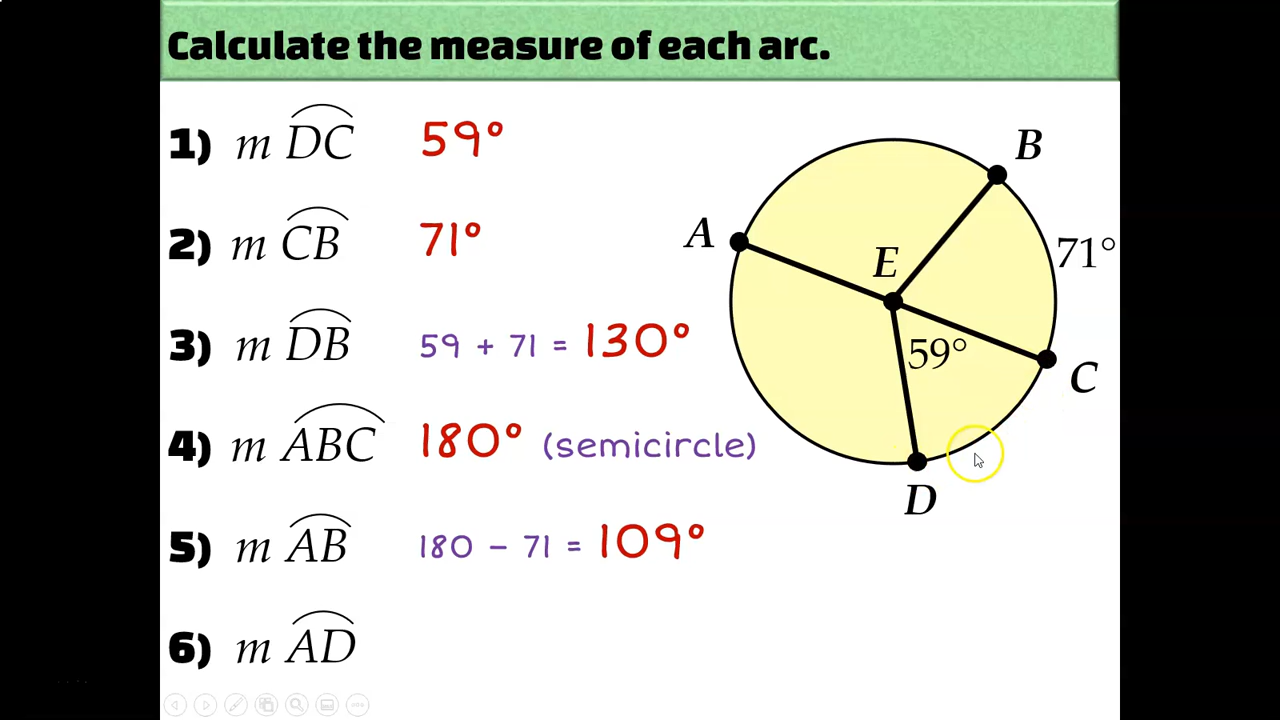 Calculate the measure of each arc.
1) m DC 59°
2) m CB 71°
3) m DB 59 + 71 = 130°
4) m ABC 180° (semicircle)
5) m AB 180 − 71 = 109°
6) m AD
B
A
E
71°
59°
C
D